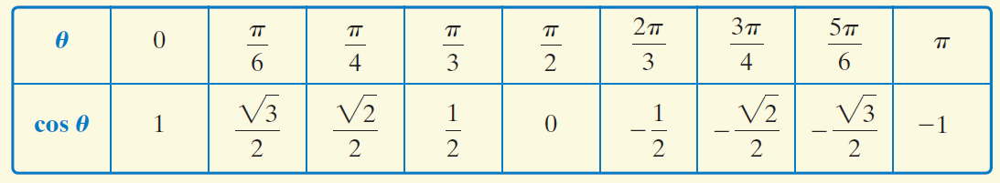 θ 0 π/6 π/4 π/3 π/2 2π/3 3π/4 5π/6 π
cos θ 1 √3/2 √2/2 1/2 0 -1/2 -√2/2 -√3/2 -1